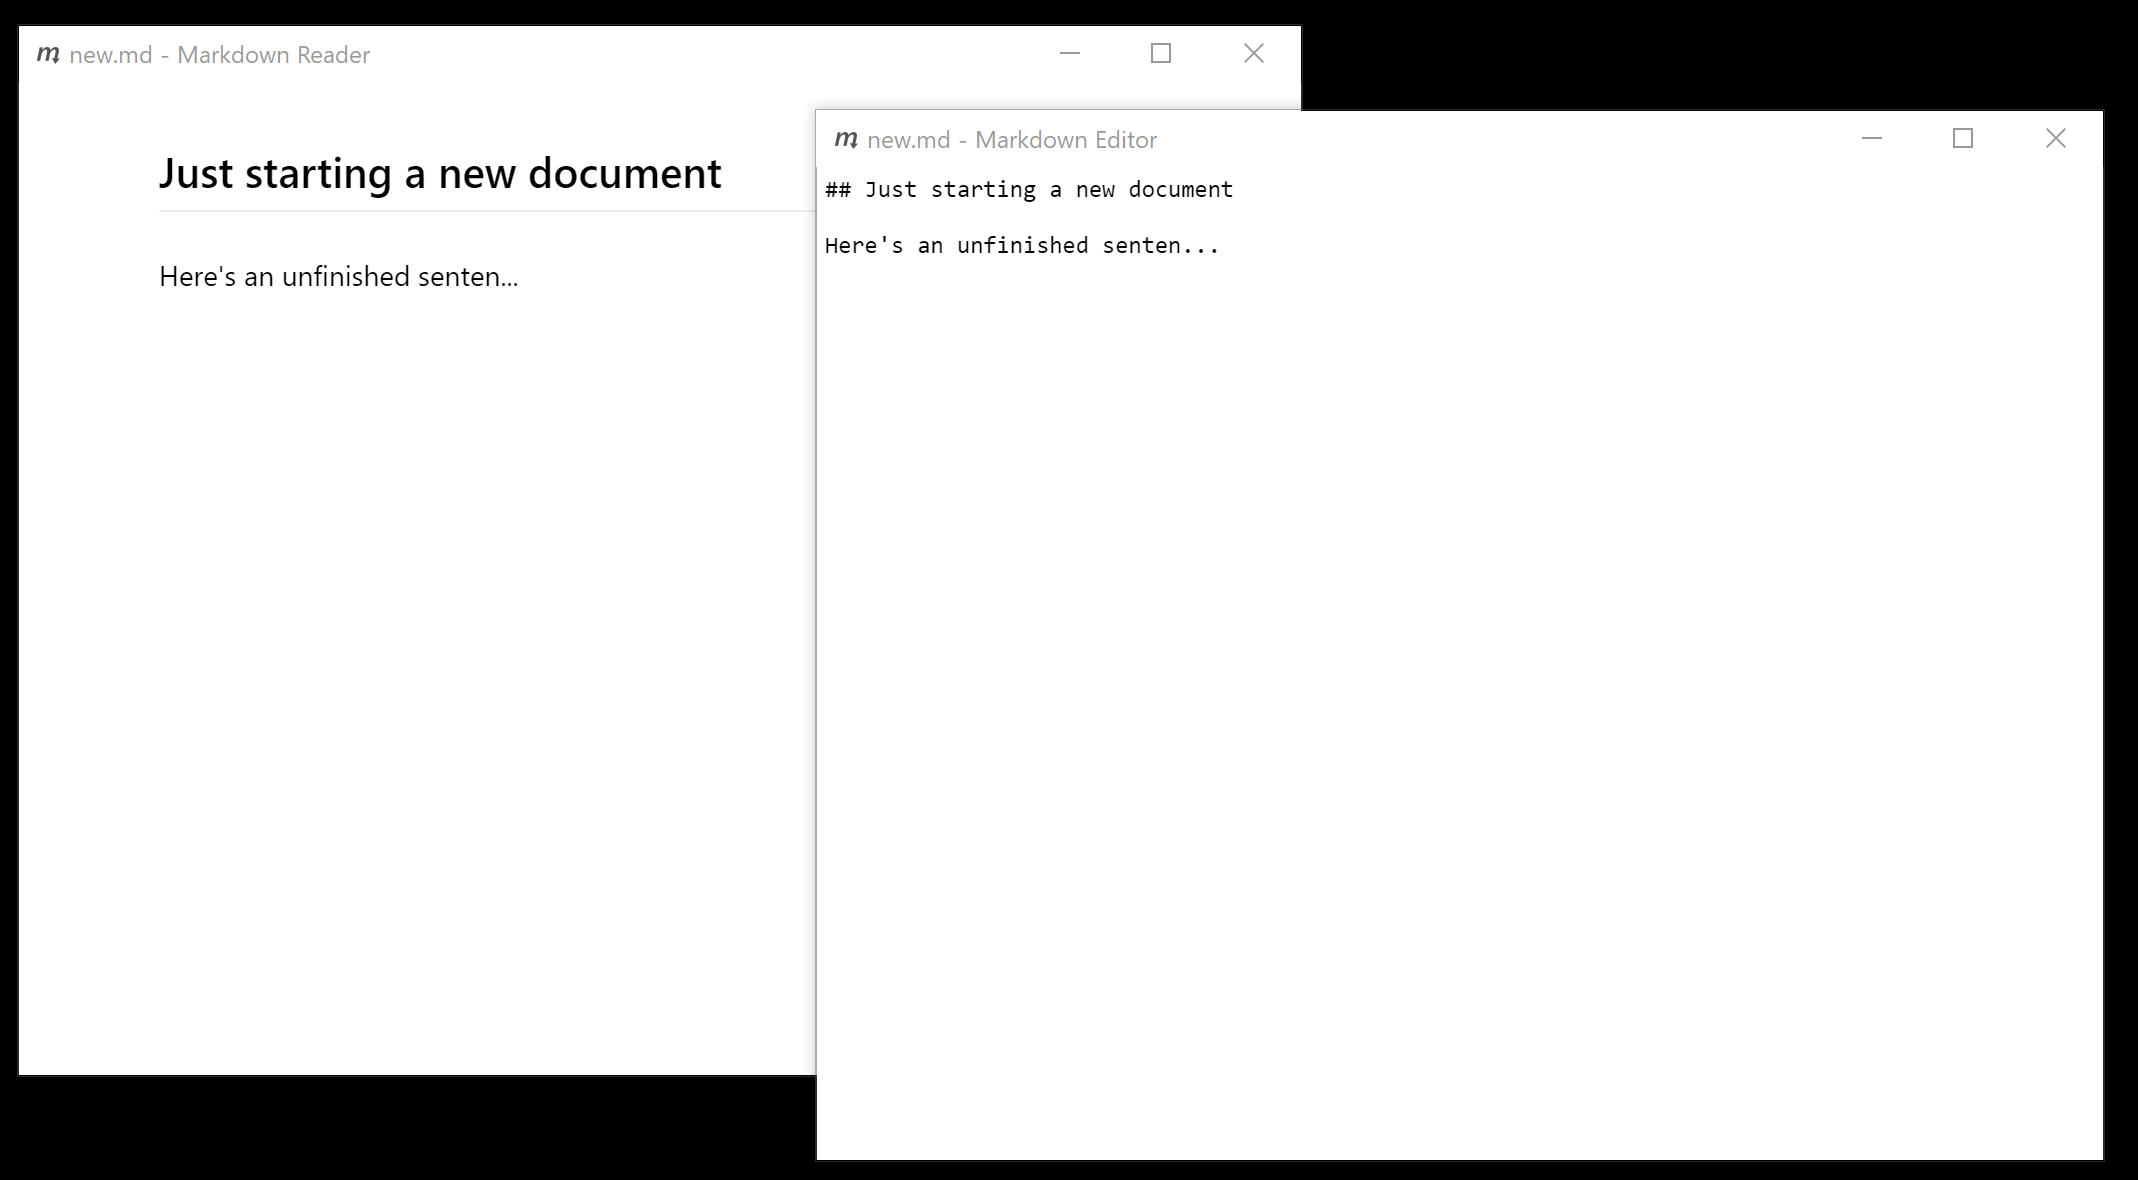 m new.md - Markdown Reader
Just starting a new document
Here's an unfinished senten...
m new.md - Markdown Editor
## Just starting a new document
Here's an unfinished senten...